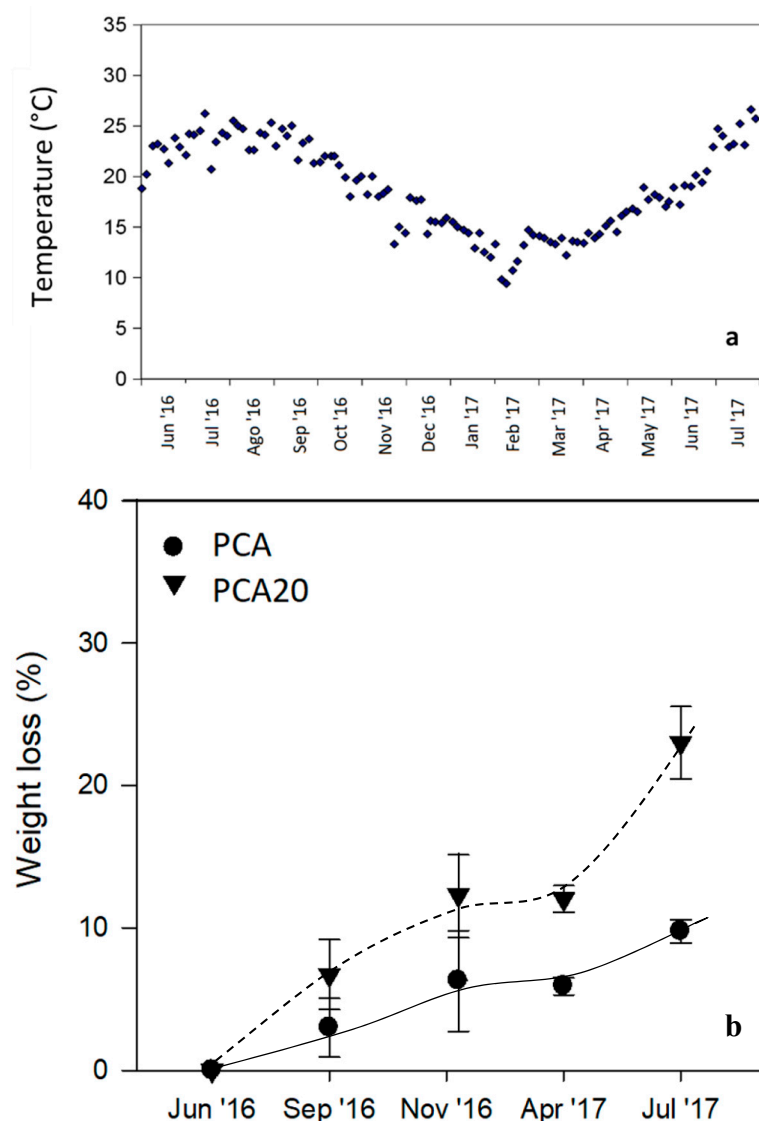 35
30
25
20
15
10
5
0
Temperature (°C)
a
Jun '16
Jul '16
Ago '16
Sep '16
Oct '16
Nov '16
Dec '16
Jan '17
Feb '17
Mar '17
Apr '17
May '17
Jun '17
Jul '17
40
30
20
10
0
Weight loss (%)
PCA
PCA20
b
Jun '16 Sep '16 Nov '16 Apr '17 Jul '17